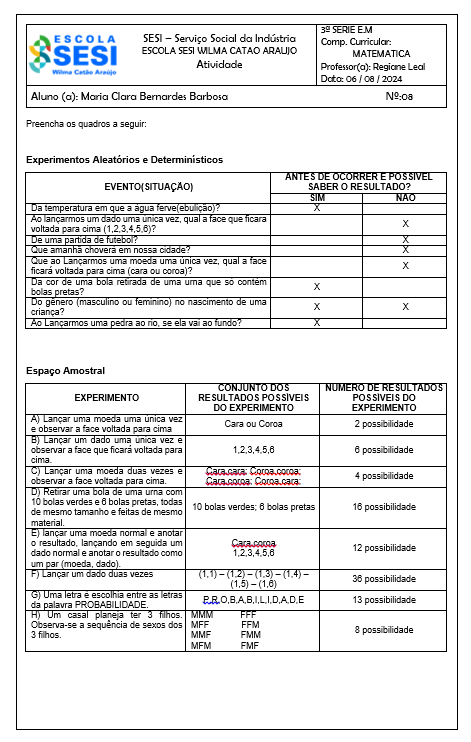 ESCOLA
SESI
Wilma Catão Araújo
SESI – Serviço Social da Indústria
ESCOLA SESI WILMA CATAO ARAUJO
Atividade
3ª SERIE E.M
Comp. Curricular:
MATEMATICA
Professor(a): Regiane Leal
Data: 06 / 08 / 2024
Aluno (a): Maria Clara Bernardes Barbosa Nº:08
Preencha os quadros a seguir:
Experimentos Aleatórios e Determinísticos
EVENTO(SITUAÇÃO)
ANTES DE OCORRER É POSSIVEL
SABER O RESULTADO?
SIM NÃO
Da temperatura em que a água ferve(ebulição)? X
Ao lançarmos um dado uma única vez, qual a face que ficara
voltada para cima (1,2,3,4,5,6)? X
De uma partida de futebol? X
Que amanhã choverá em nossa cidade? X
Que ao Lançarmos uma moeda uma única vez, qual a face
ficará voltada para cima (cara ou coroa)? X
Da cor de uma bola retirada de uma urna que só contém
bolas pretas? X
Do gênero (masculino ou feminino) no nascimento de uma
criança? X X
Ao Lançarmos uma pedra ao rio, se ela vai ao fundo? X
Espaço Amostral
EXPERIMENTO
CONJUNTO DOS
RESULTADOS POSSÍVEIS
DO EXPERIMENTO
NÚMERO DE RESULTADOS
POSSÍVEIS DO
EXPERIMENTO
A) Lançar uma moeda uma única vez
e observar a face voltada para cima
Cara ou Coroa
2 possibilidade
B) Lançar um dado uma única vez e
observar a face que ficará voltada para
cima.
1,2,3,4,5,6
6 possibilidade
C) Lançar uma moeda duas vezes e
observar a face voltada para cima.
Cara,cara; Coroa,coroa;
Cara,coroa; Coroa,cara;
4 possibilidade
D) Retirar uma bola de uma urna com
10 bolas verdes e 6 bolas pretas, todas
de mesmo tamanho e feitas de mesmo
material.
10 bolas verdes; 6 bolas pretas
16 possibilidade
E) lançar uma moeda normal e anotar
o resultado, lançando em seguida um
dado normal e anotar o resultado como
um par (moeda, dado).
Cara,coroa
1,2,3,4,5,6
12 possibilidade
F) Lançar um dado duas vezes
(1,1) – (1,2) – (1,3) – (1,4) –
(1,5) – (1,6)
36 possibilidade
G) Uma letra é escolhia entre as letras
da palavra PROBABILIDADE.
P,R,O,B,A,B,I,L,I,D,A,D,E
13 possibilidade
H) Um casal planeja ter 3 filhos.
Observa-se a sequência de sexos dos
3 filhos.
MMM FFF
MFF FFM
MMF FMM
MFM FMF
8 possibilidade